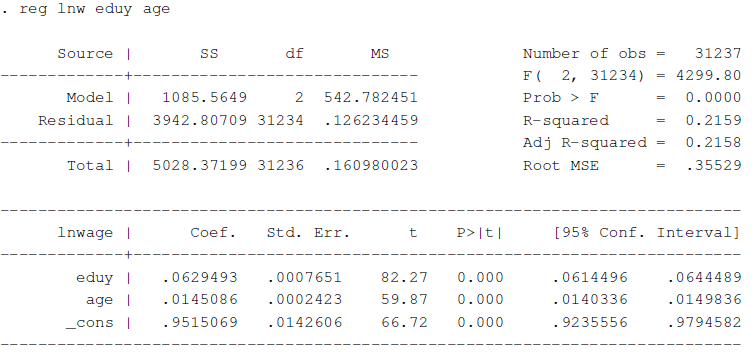 . reg lnw eduy age
Source | SS df MS Number of obs = 31237
-------------+------------------------------ F( 2, 31234) = 4299.80
Model | 1085.5649 2 542.782451 Prob > F = 0.0000
Residual | 3942.80709 31234 .126234459 R-squared = 0.2159
-------------+------------------------------ Adj R-squared = 0.2158
Total | 5028.37199 31236 .160980023 Root MSE = .35529
------------------------------------------------------------------------------
lnwage | Coef. Std. Err. t P>|t| [95% Conf. Interval]
-------------+----------------------------------------------------------------
eduy | .0629493 .0007651 82.27 0.000 .0614496 .0644489
age | .0145086 .0002423 59.87 0.000 .0140336 .0149836
_cons | .9515069 .0142606 66.72 0.000 .9235556 .9794582
------------------------------------------------------------------------------